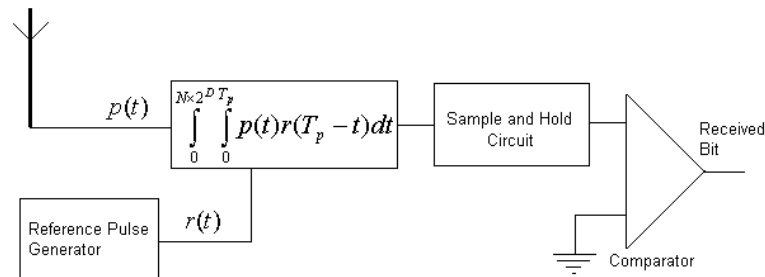 p(t)
N×2^D T_p
∫ ∫ p(t)r(T_p − t)dt
0 0
Sample and Hold
Circuit
Received
Bit
Reference Pulse
Generator
r(t)
Comparator